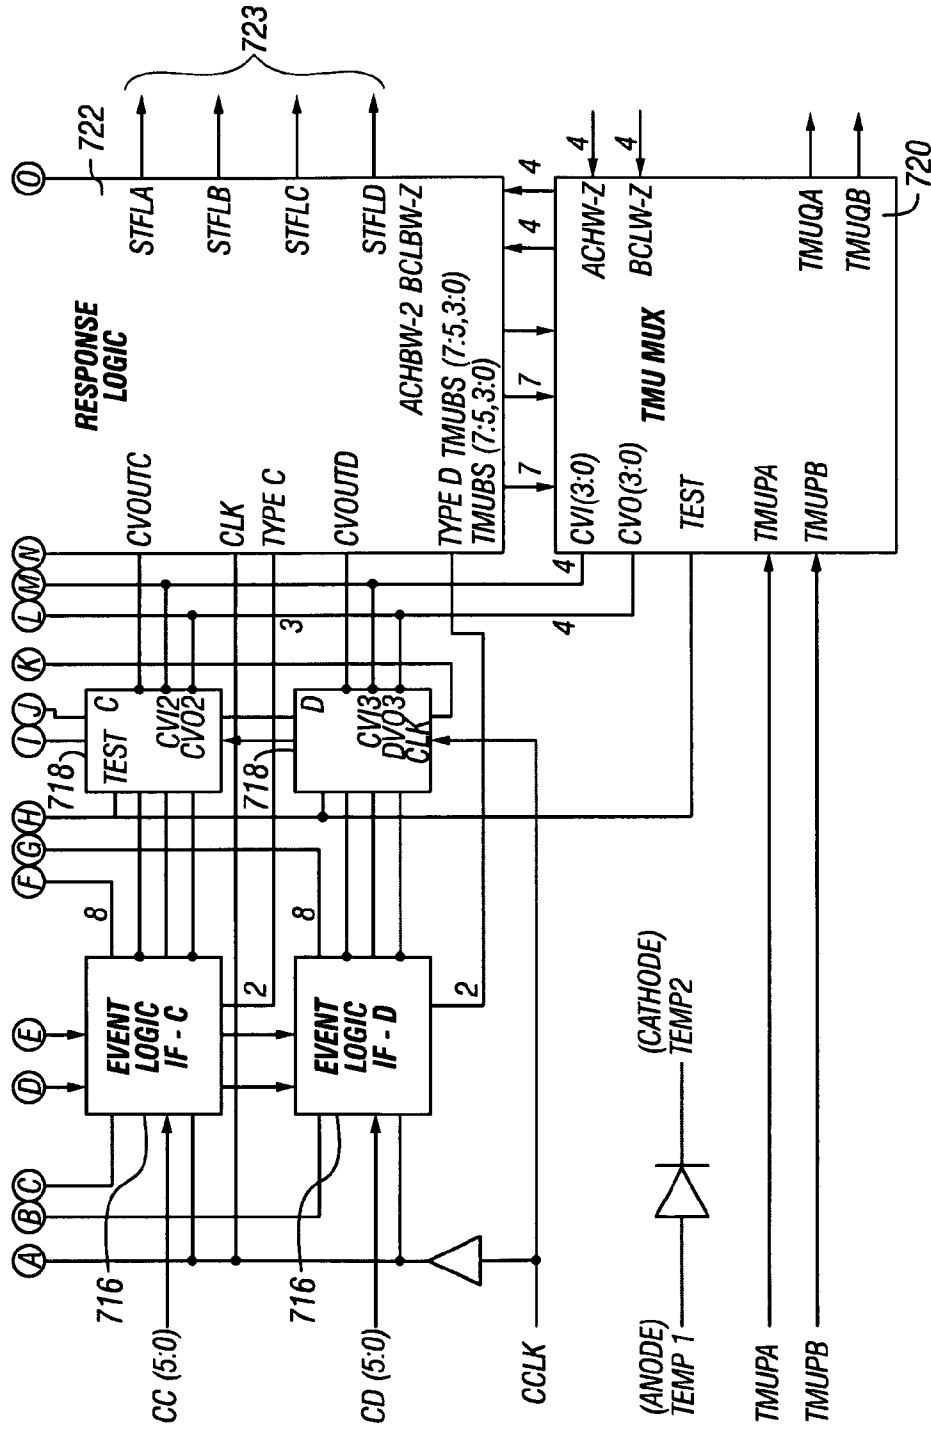 A
B
C
D
E
F
G
H
I
J
K
L
M
N
O
722
723
STFLA
STFLB
STFLC
STFLD
RESPONSE
LOGIC
CVOUTC
CLK
TYPE C
CVOUTD
ACHBW-2 BCLBW-Z
TYPE D TMUBS (7:5,3:0)
TMUBS (7:5,3:0)
718
TEST
C
CVI2
CVO2
3
718
D
CVI3
DVO3
CLK
8
EVENT
LOGIC
IF - C
2
8
EVENT
LOGIC
IF - D
2
716
716
CC (5:0)
CD (5:0)
CCLK
7
7
4
4
4
4
4
4
CVI(3:0)
CVO(3:0)
TEST
TMUPA
TMUPB
TMU MUX
ACHW-Z
BCLW-Z
TMUQA
TMUQB
720
(ANODE)
TEMP 1
(CATHODE)
TEMP2
TMUPA
TMUPB